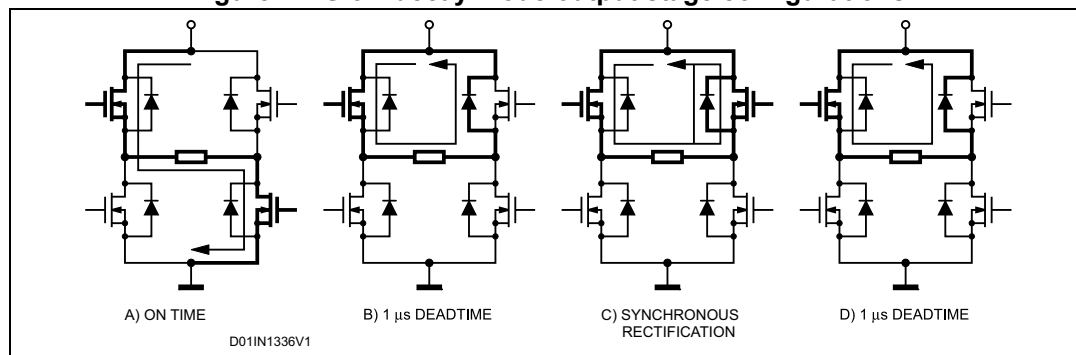 A) ON TIME
B) 1 μs DEADTIME
C) SYNCHRONOUS
RECTIFICATION
D) 1 μs DEADTIME
D01IN1336V1